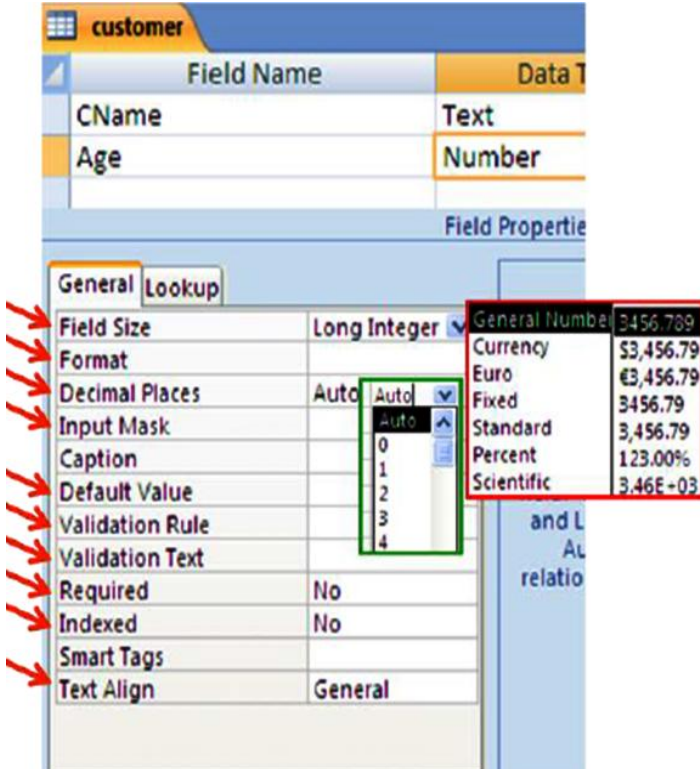 customer
Field Name Data T
CName Text
Age Number
Field Propertie
General Lookup
Field Size Long Integer
Format
Decimal Places Auto
Input Mask
Caption
Default Value
Validation Rule
Validation Text
Required No
Indexed No
Smart Tags
Text Align General
Auto
Auto
0
1
2
3
4
General Number 3456.789
Currency $3,456.79
Euro €3,456.79
Fixed 3456.79
Standard 3,456.79
Percent 123.00%
Scientific 3.46E+03
and L
Au
relatio